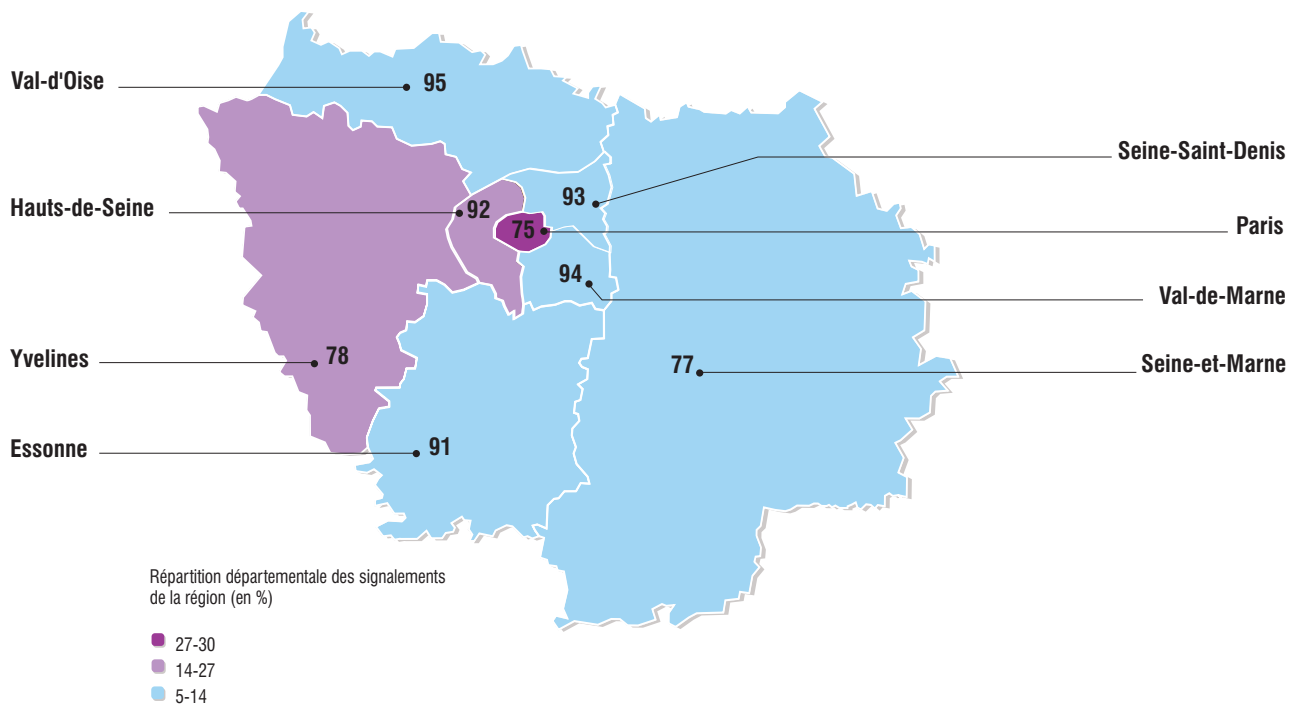 Val-d'Oise
95
Seine-Saint-Denis
93
Hauts-de-Seine
92
75
Paris
94
Val-de-Marne
Yvelines
78
77
Seine-et-Marne
Essonne
91
Répartition départementale des signalements
de la région (en %)
27-30
14-27
5-14